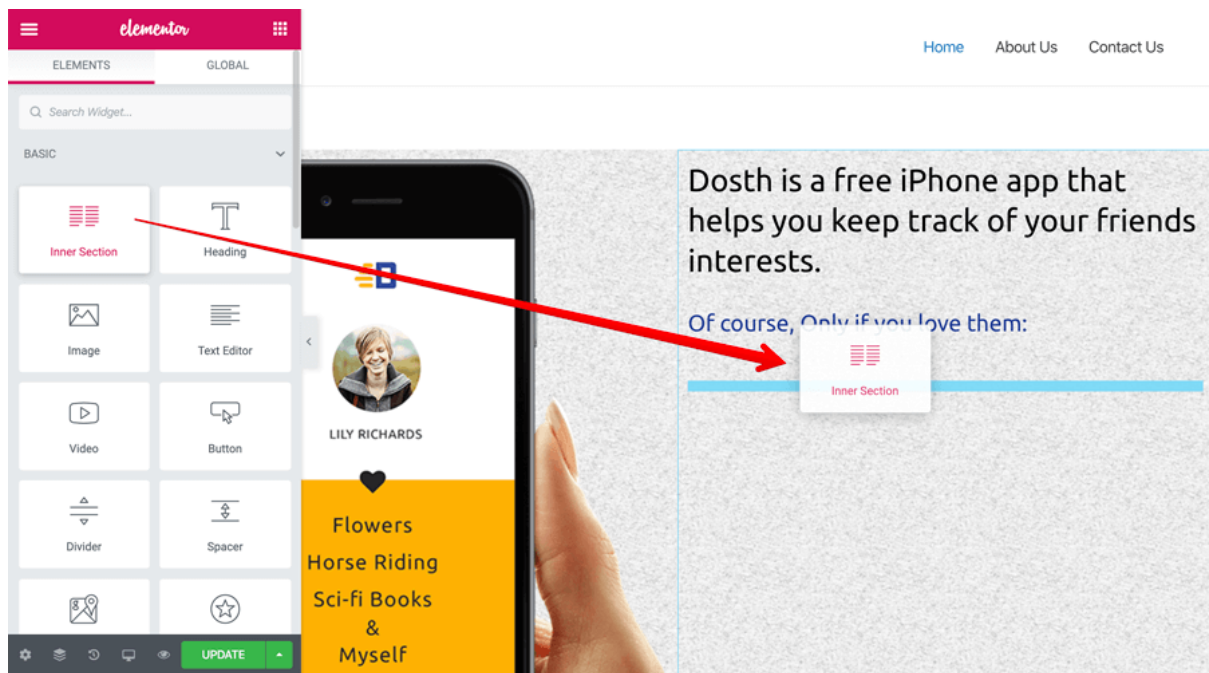 elementor
ELEMENTS
GLOBAL
Search Widget...
BASIC
Inner Section
Heading
Image
Text Editor
Video
Button
Divider
Spacer
UPDATE
Home
About Us
Contact Us
LILY RICHARDS
Flowers
Horse Riding
Sci-fi Books
&
Myself
Dosth is a free iPhone app that
helps you keep track of your friends
interests.
Of course, Only if you love them:
Inner Section